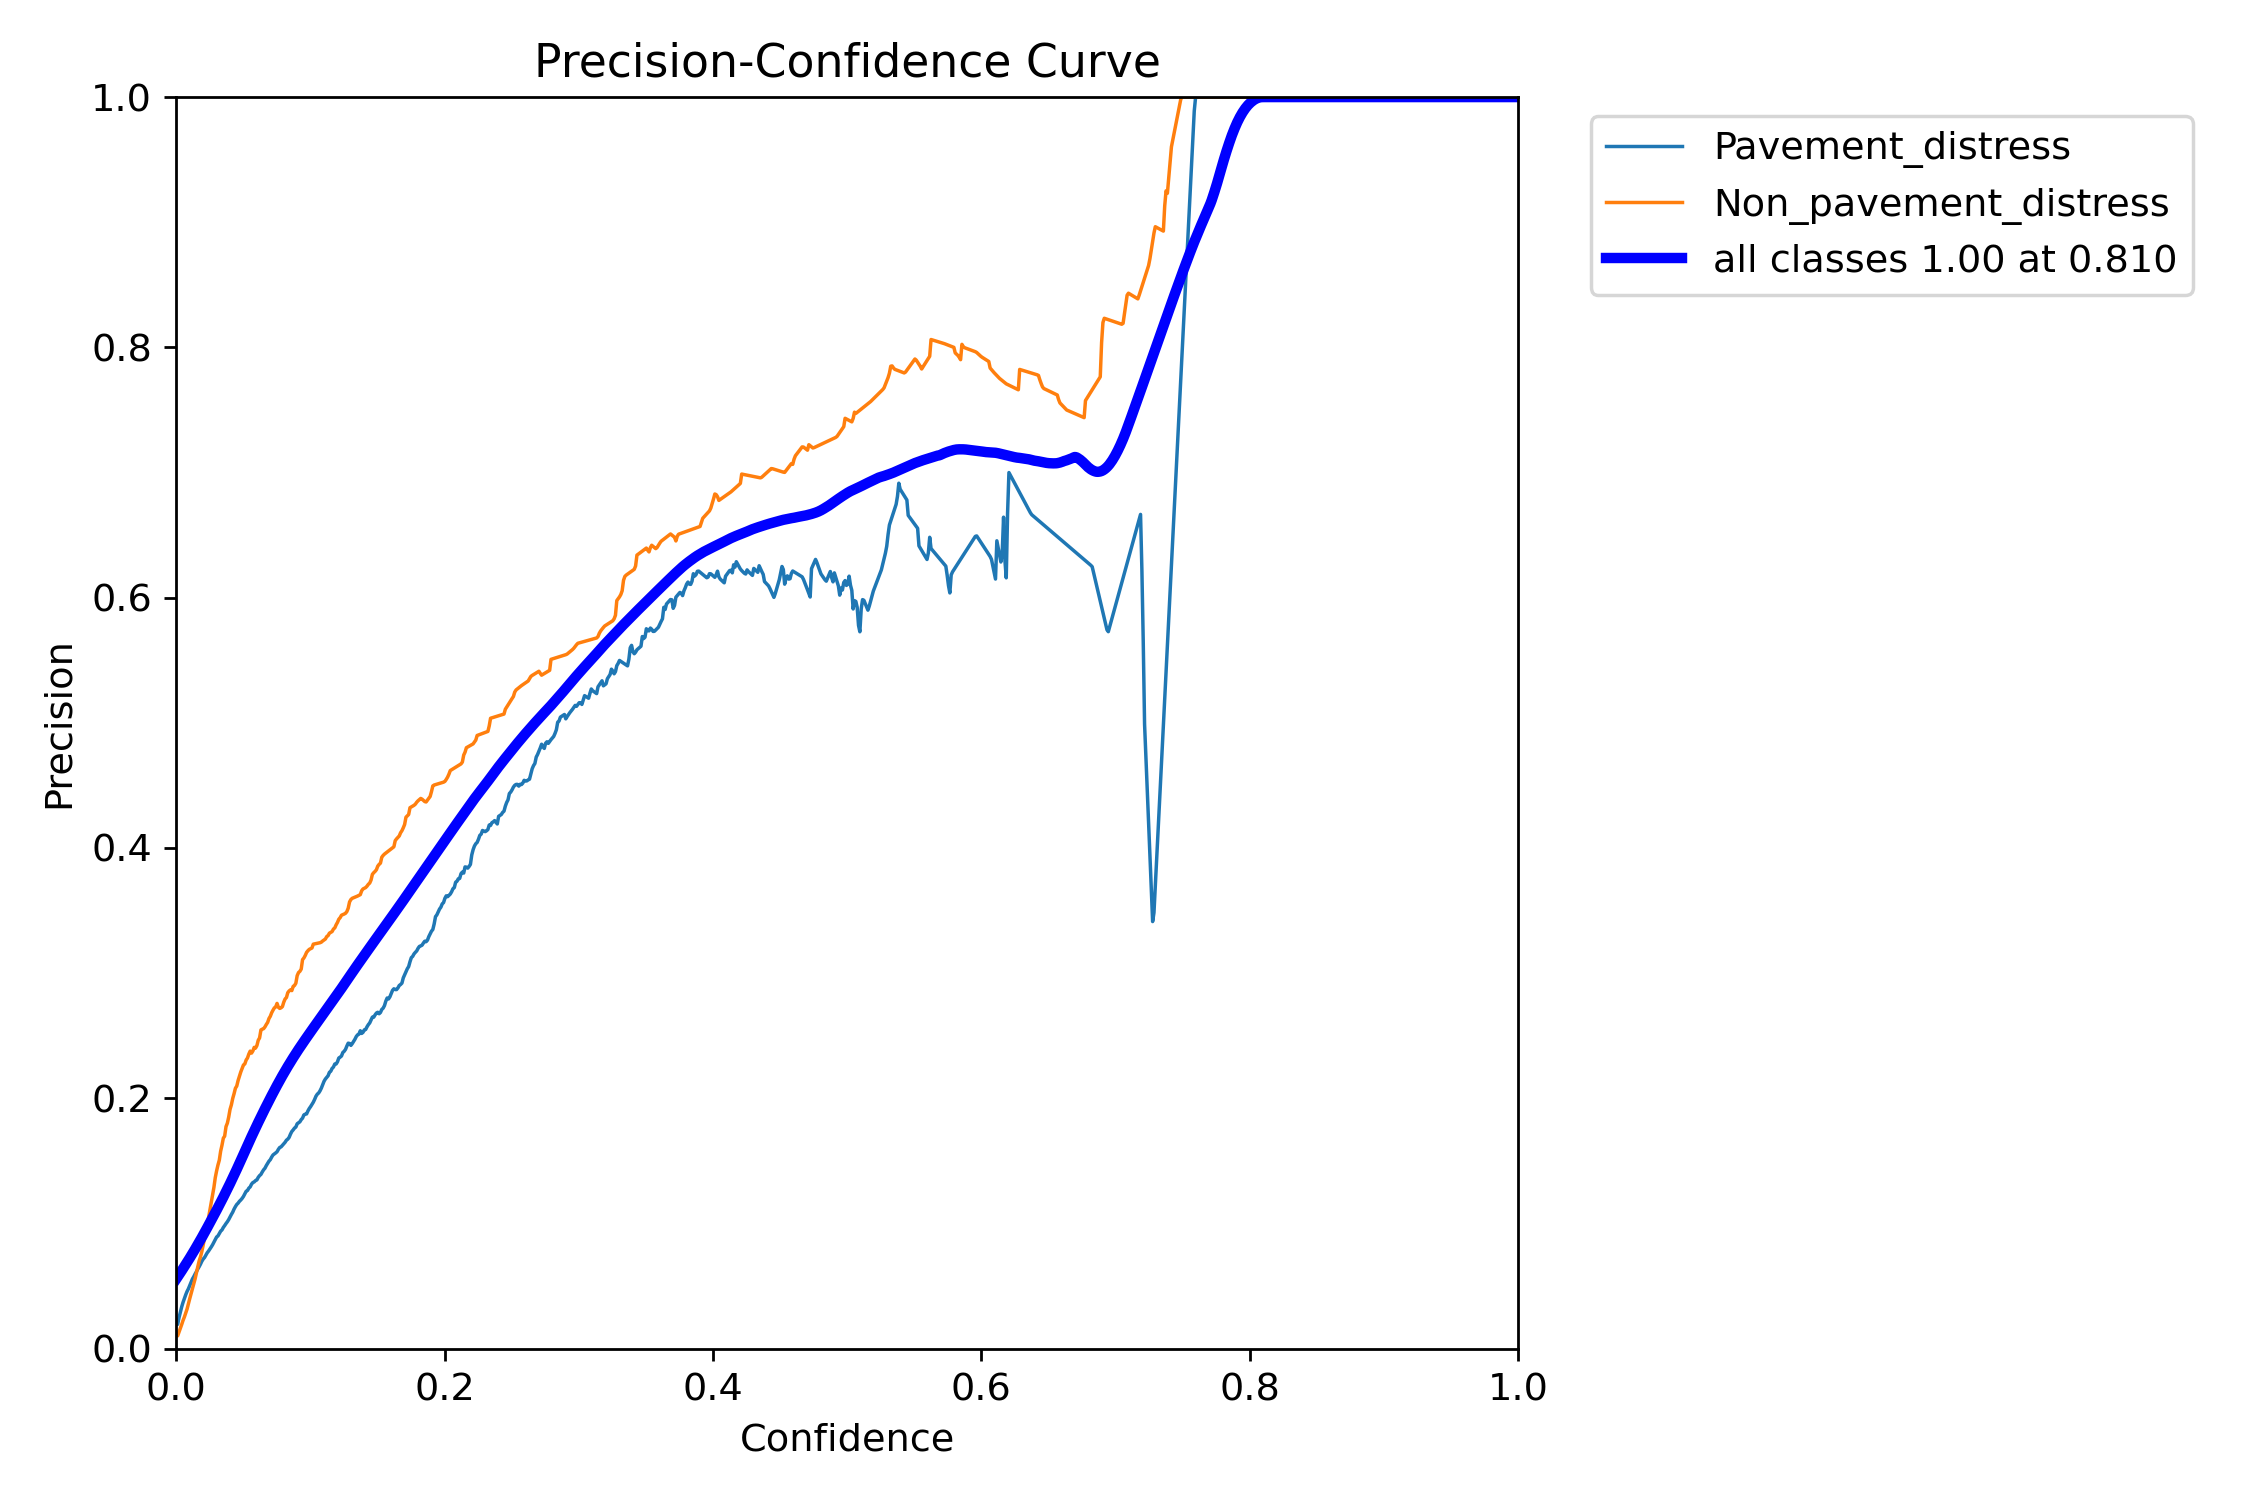 Precision-Confidence Curve
1.0
0.8
0.6
0.4
0.2
0.0
Precision
0.0 0.2 0.4 0.6 0.8 1.0
Confidence
Pavement_distress
Non_pavement_distress
all classes 1.00 at 0.810